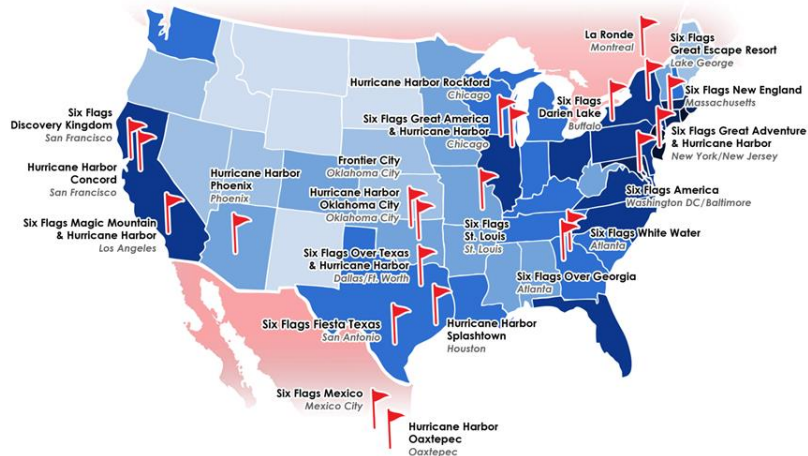 La Ronde
Montreal
Six Flags
Great Escape Resort
Lake George
Hurricane Harbor Rockford
Chicago
Six Flags
Darien Lake
Buffalo
Six Flags New England
Massachusetts
Six Flags
Discovery Kingdom
San Francisco
Six Flags Great America
& Hurricane Harbor
Chicago
Six Flags Great Adventure
& Hurricane Harbor
New York/New Jersey
Hurricane Harbor
Concord
San Francisco
Hurricane Harbor
Phoenix
Phoenix
Frontier City
Oklahoma City
Hurricane Harbor
Oklahoma City
Oklahoma City
Six Flags America
Washington DC/Baltimore
Six Flags Magic Mountain
& Hurricane Harbor
Los Angeles
Six Flags
St. Louis
St. Louis
Six Flags White Water
Atlanta
Six Flags Over Texas
& Hurricane Harbor
Dallas/Ft. Worth
Six Flags Over Georgia
Atlanta
Six Flags Fiesta Texas
San Antonio
Hurricane Harbor
Splashtown
Houston
Six Flags Mexico
Mexico City
Hurricane Harbor
Oaxtepec
Oaxtepec